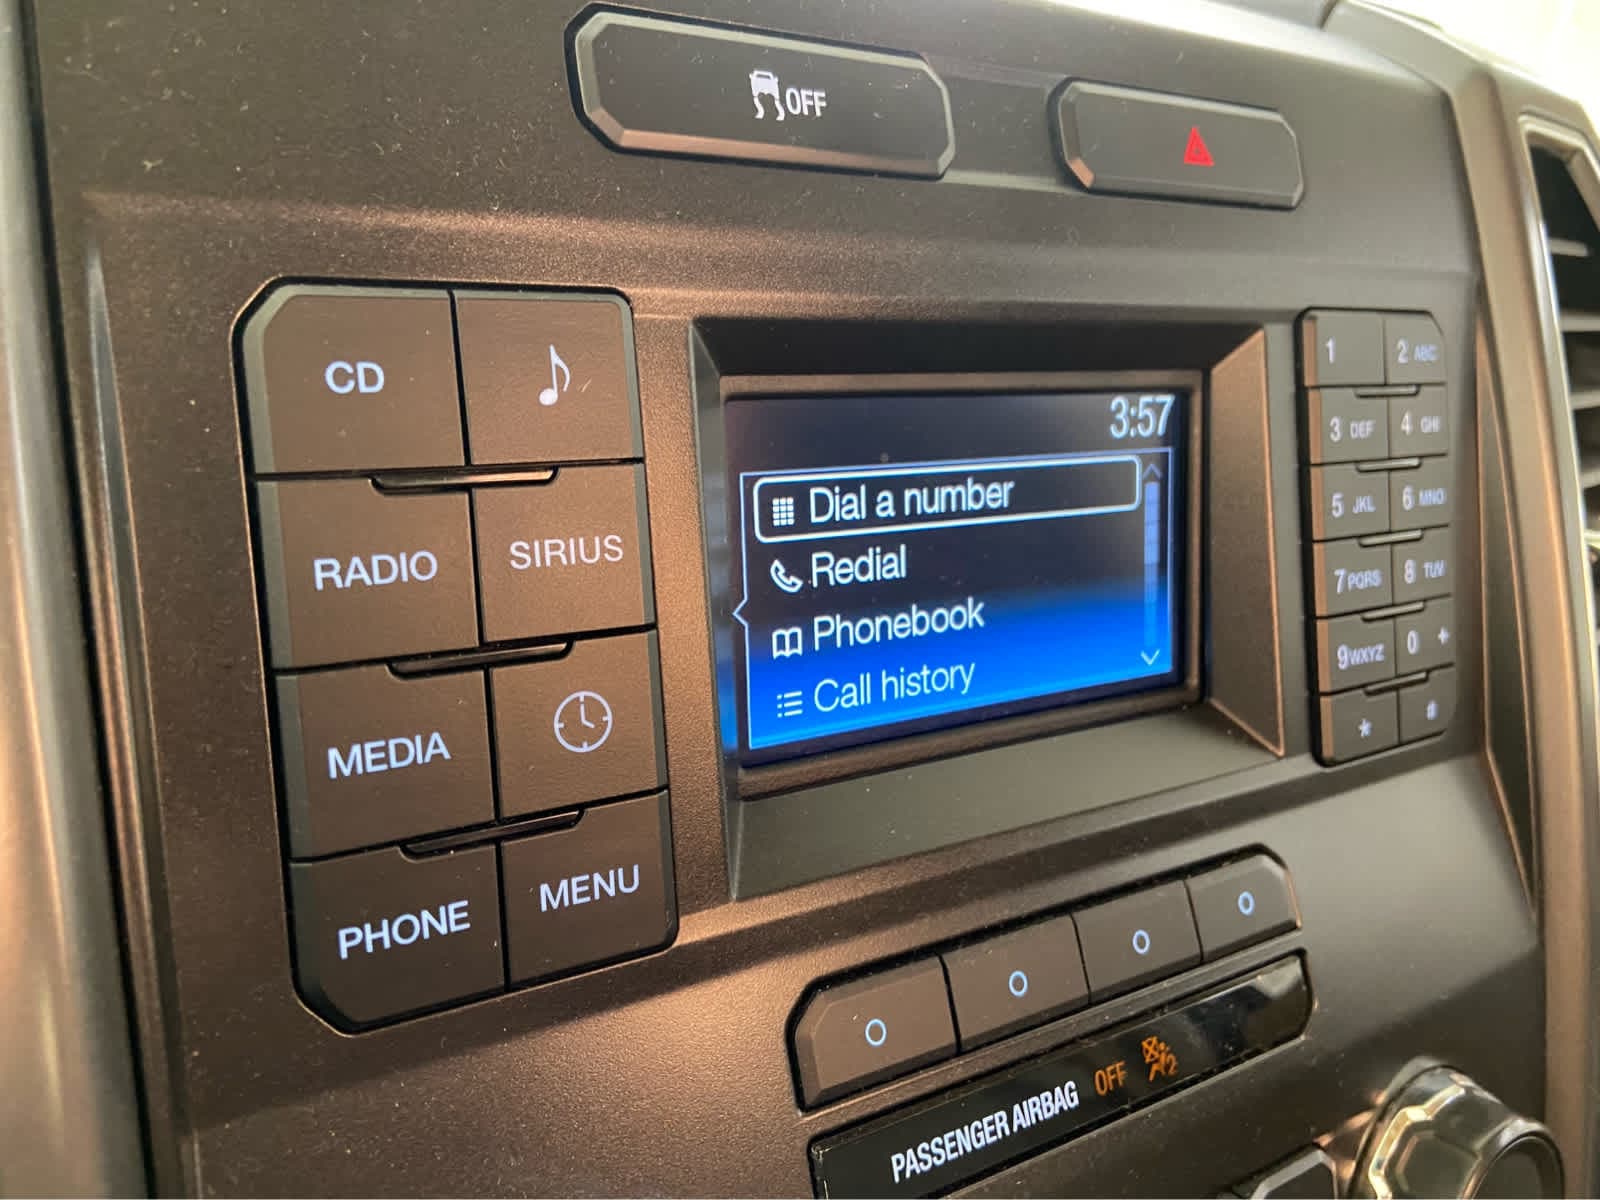 OFF
CD
RADIO
SIRIUS
MEDIA
PHONE
MENU
3:57
Dial a number
Redial
Phonebook
Call history
1
2 ABC
3 DEF
4 GHI
5 JKL
6 MNO
7 PQRS
8 TUV
9 WXYZ
0 +
*
#
PASSENGER AIRBAG OFF
2